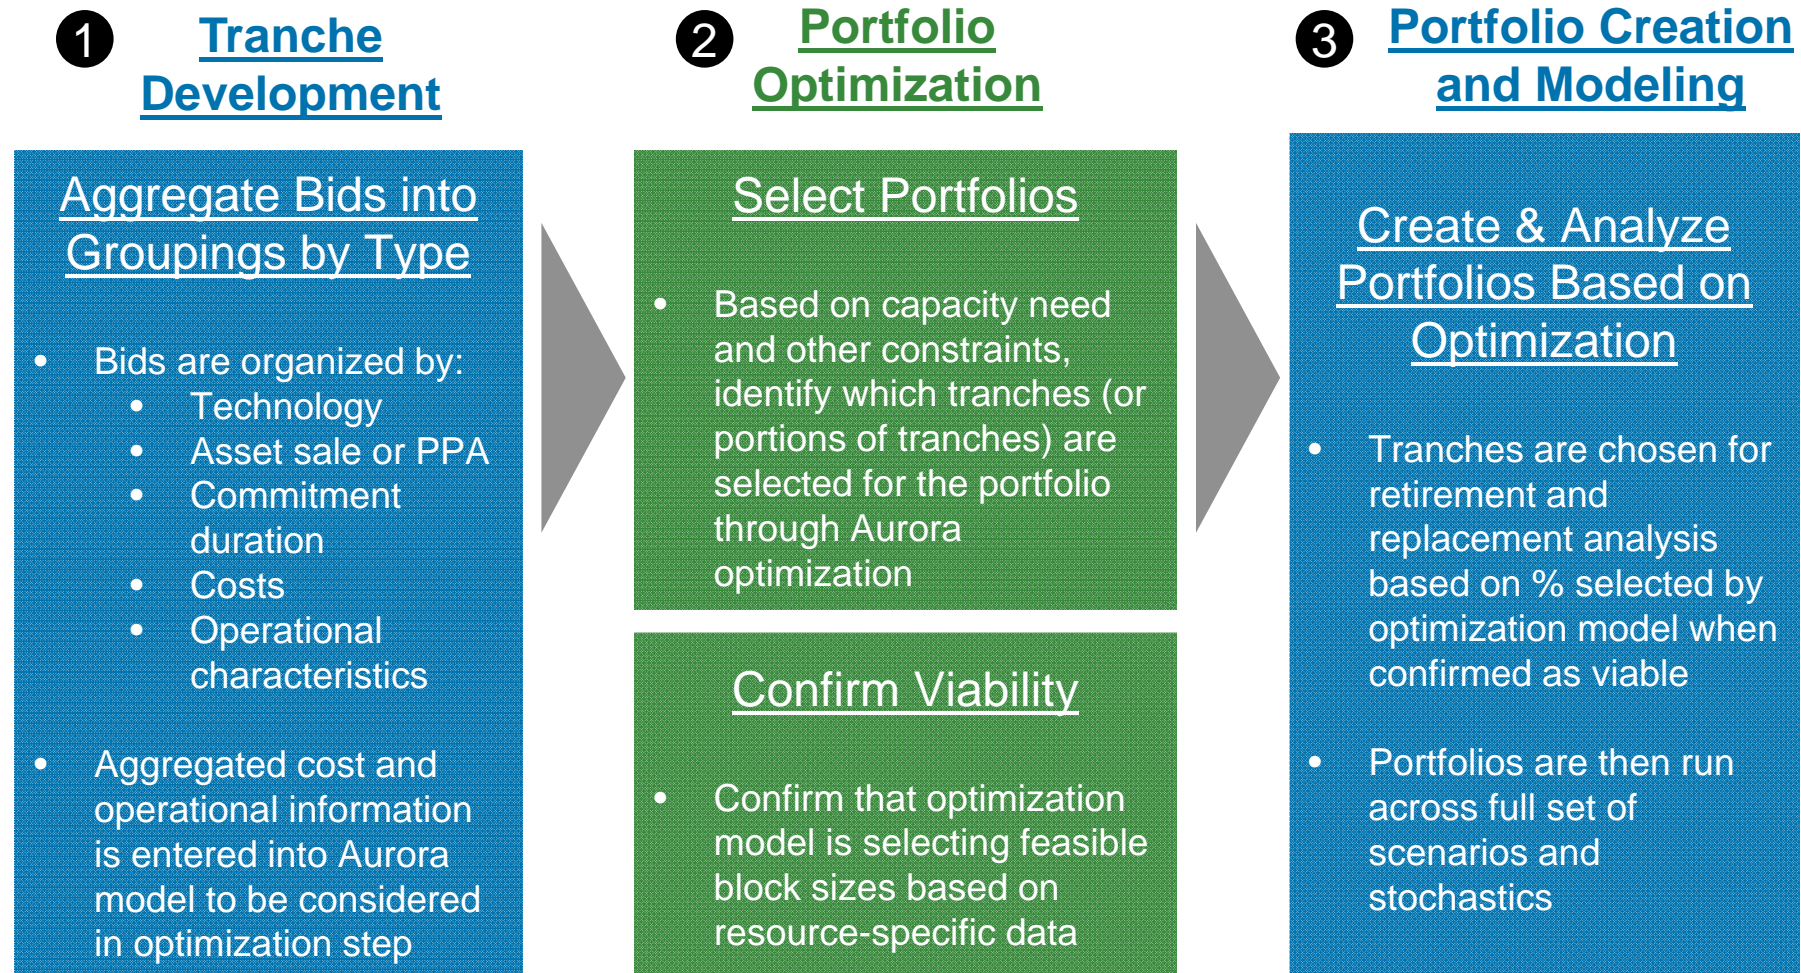 1
Tranche
Development
Aggregate Bids into
Groupings by Type
• Bids are organized by:
• Technology
• Asset sale or PPA
• Commitment
duration
• Costs
• Operational
characteristics
• Aggregated cost and
operational information
is entered into Aurora
model to be considered
in optimization step
2
Portfolio
Optimization
Select Portfolios
• Based on capacity need
and other constraints,
identify which tranches (or
portions of tranches) are
selected for the portfolio
through Aurora
optimization
Confirm Viability
• Confirm that optimization
model is selecting feasible
block sizes based on
resource-specific data
3
Portfolio Creation
and Modeling
Create & Analyze
Portfolios Based on
Optimization
• Tranches are chosen for
retirement and
replacement analysis
based on % selected by
optimization model when
confirmed as viable
• Portfolios are then run
across full set of
scenarios and
stochastics